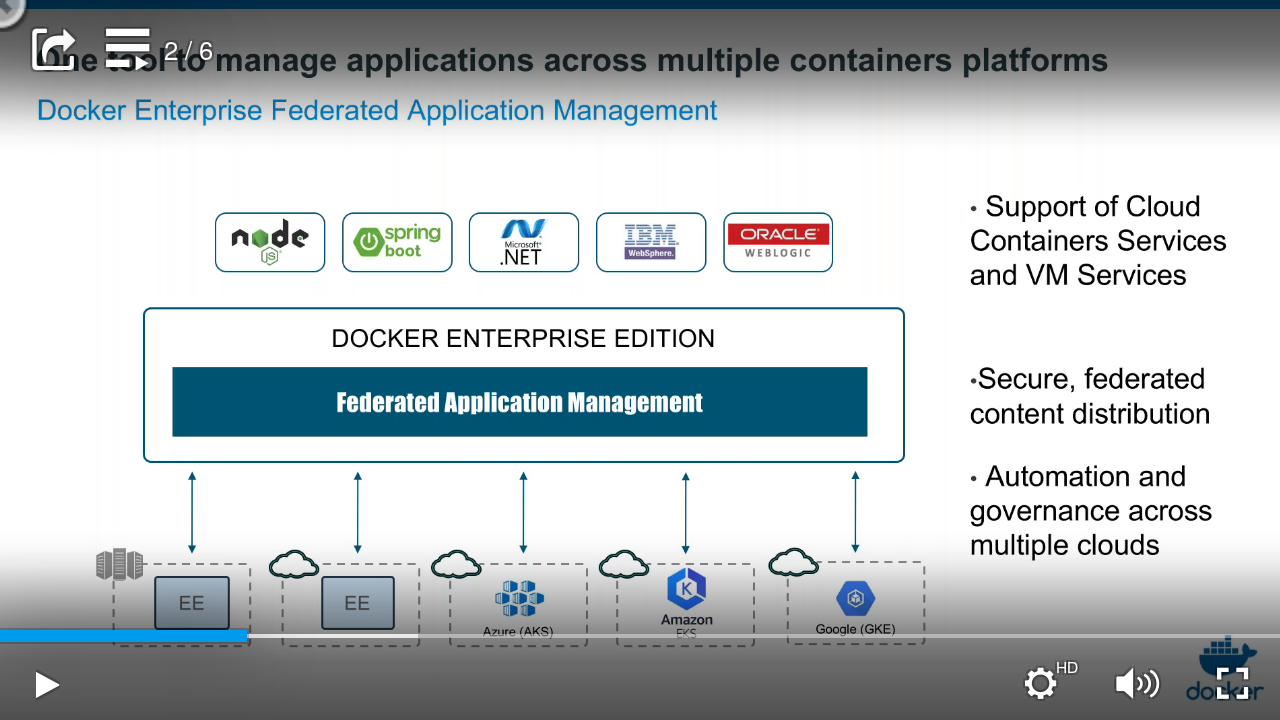 2 / 6
One tool to manage applications across multiple containers platforms
Docker Enterprise Federated Application Management
node
JS
spring
boot
Microsoft
.NET
IBM
WebSphere.
ORACLE
WEBLOGIC
DOCKER ENTERPRISE EDITION
Federated Application Management
EE
EE
Azure (AKS)
Amazon
EKS
Google (GKE)
• Support of Cloud
Containers Services
and VM Services
•Secure, federated
content distribution
• Automation and
governance across
multiple clouds
HD
docker